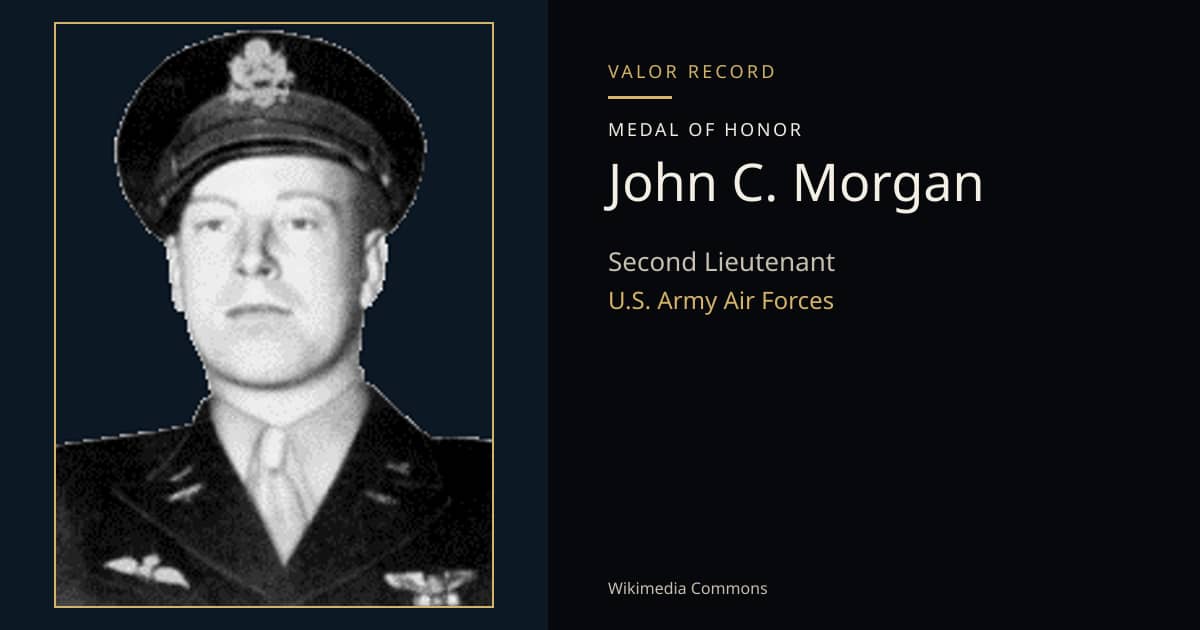 VALOR RECORD
MEDAL OF HONOR
John C. Morgan
Second Lieutenant
U.S. Army Air Forces
Wikimedia Commons